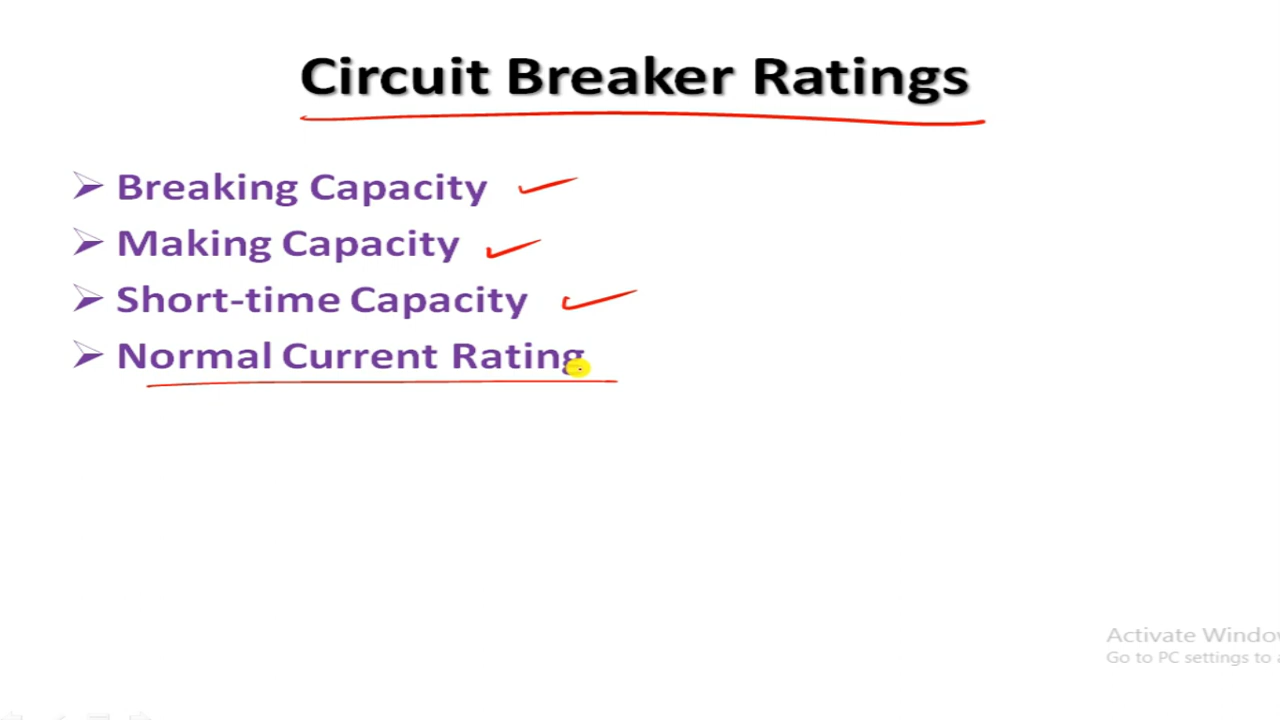 Circuit Breaker Ratings
Breaking Capacity
Making Capacity
Short-time Capacity
Normal Current Rating
Activate Windo
Go to PC settings to a